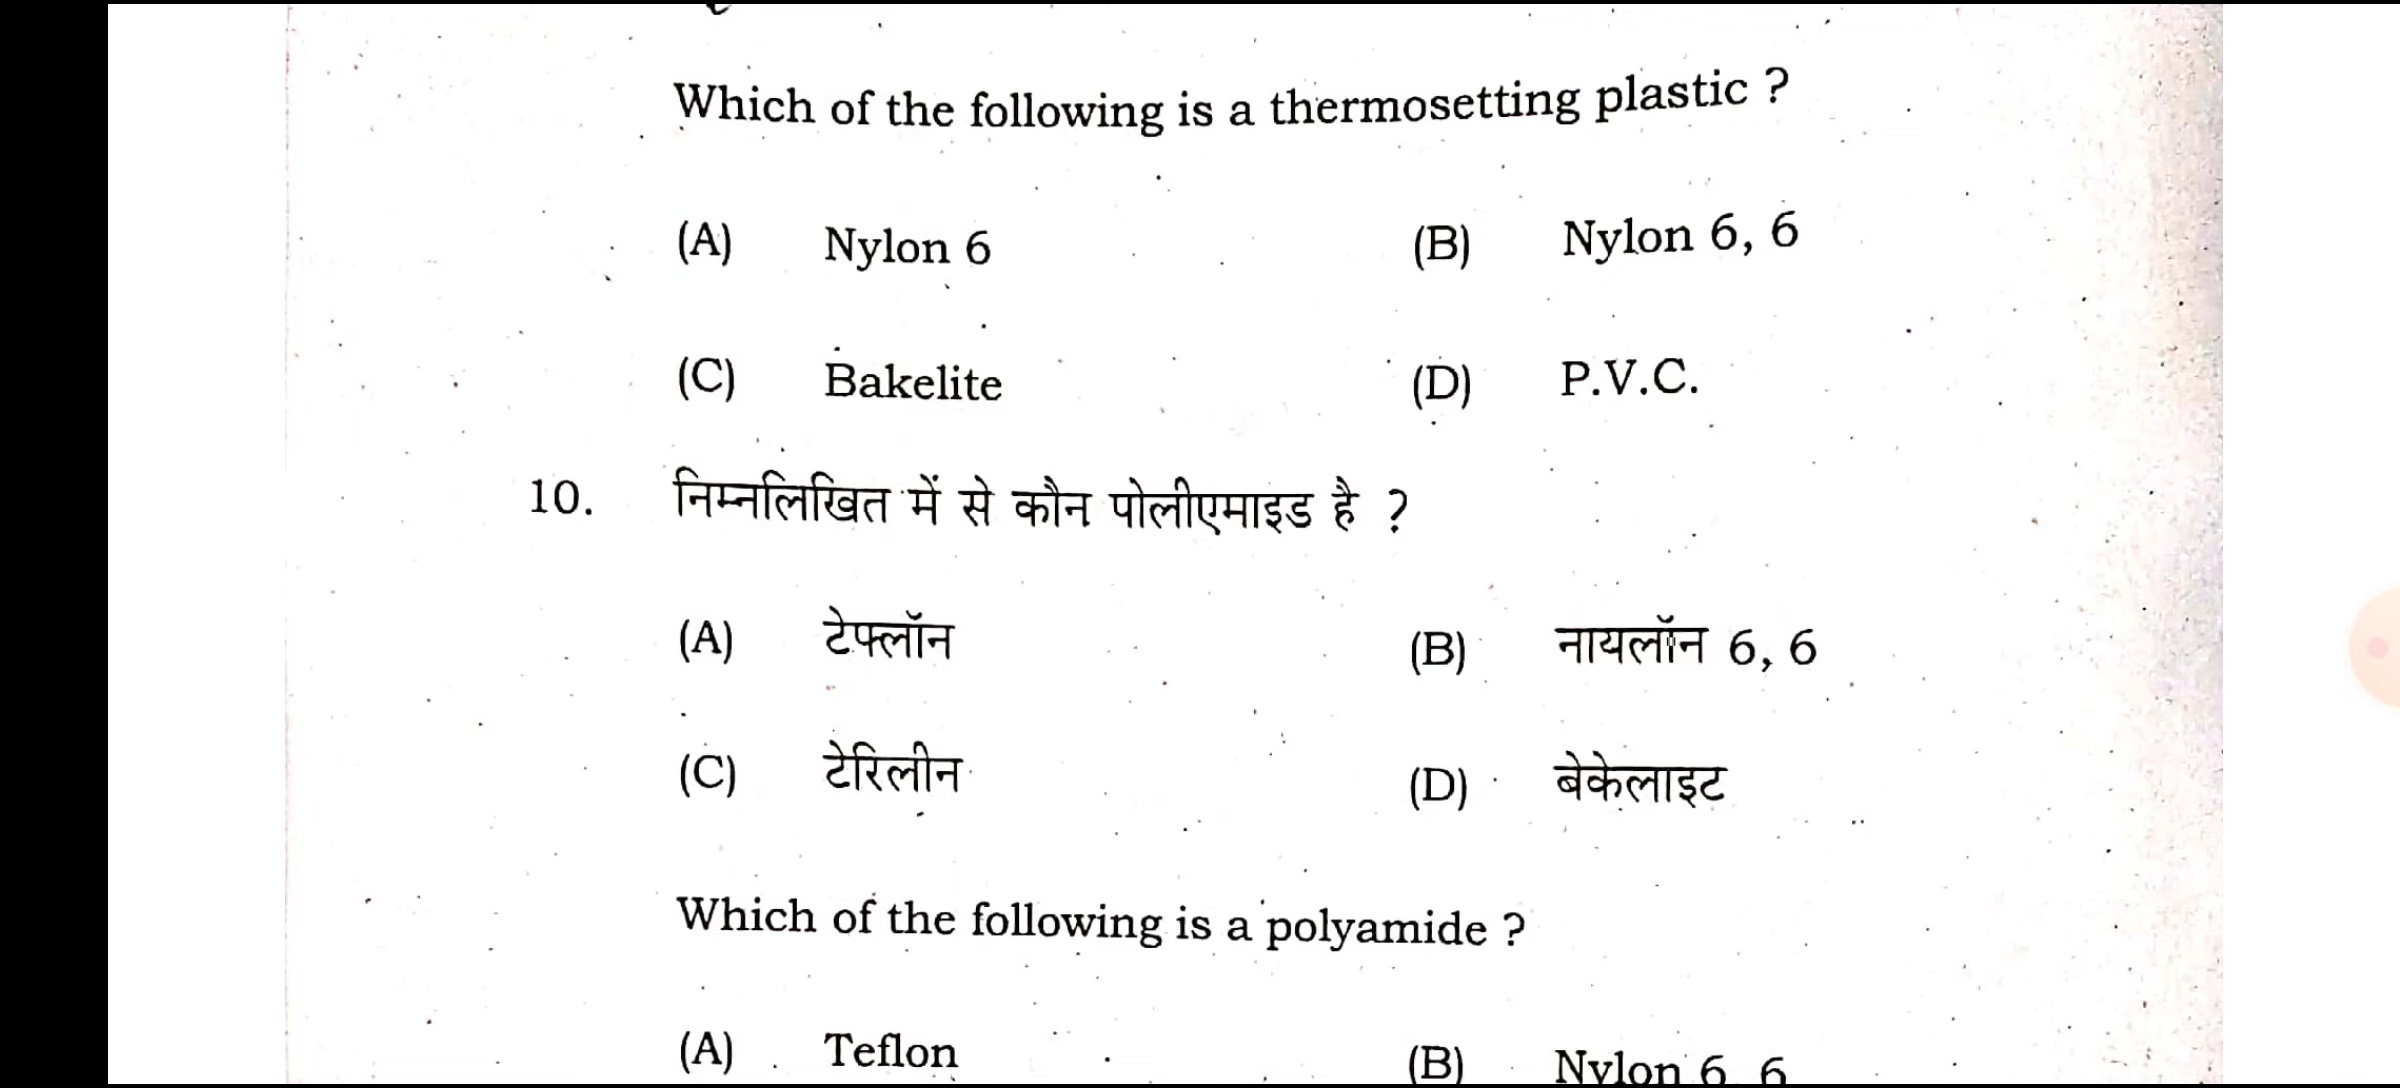 Which of the following is a thermosetting plastic ?
(A) Nylon 6 (B) Nylon 6, 6
(C) Bakelite (D) P.V.C.
10. निम्नलिखित में से कौन पोलीएमाइड है ?
(A) टेफ्लॉन (B) नायलॉन 6, 6
(C) टेरिलीन (D) बेकेलाइट
Which of the following is a polyamide ?
(A) Teflon (B) Nylon 6 6